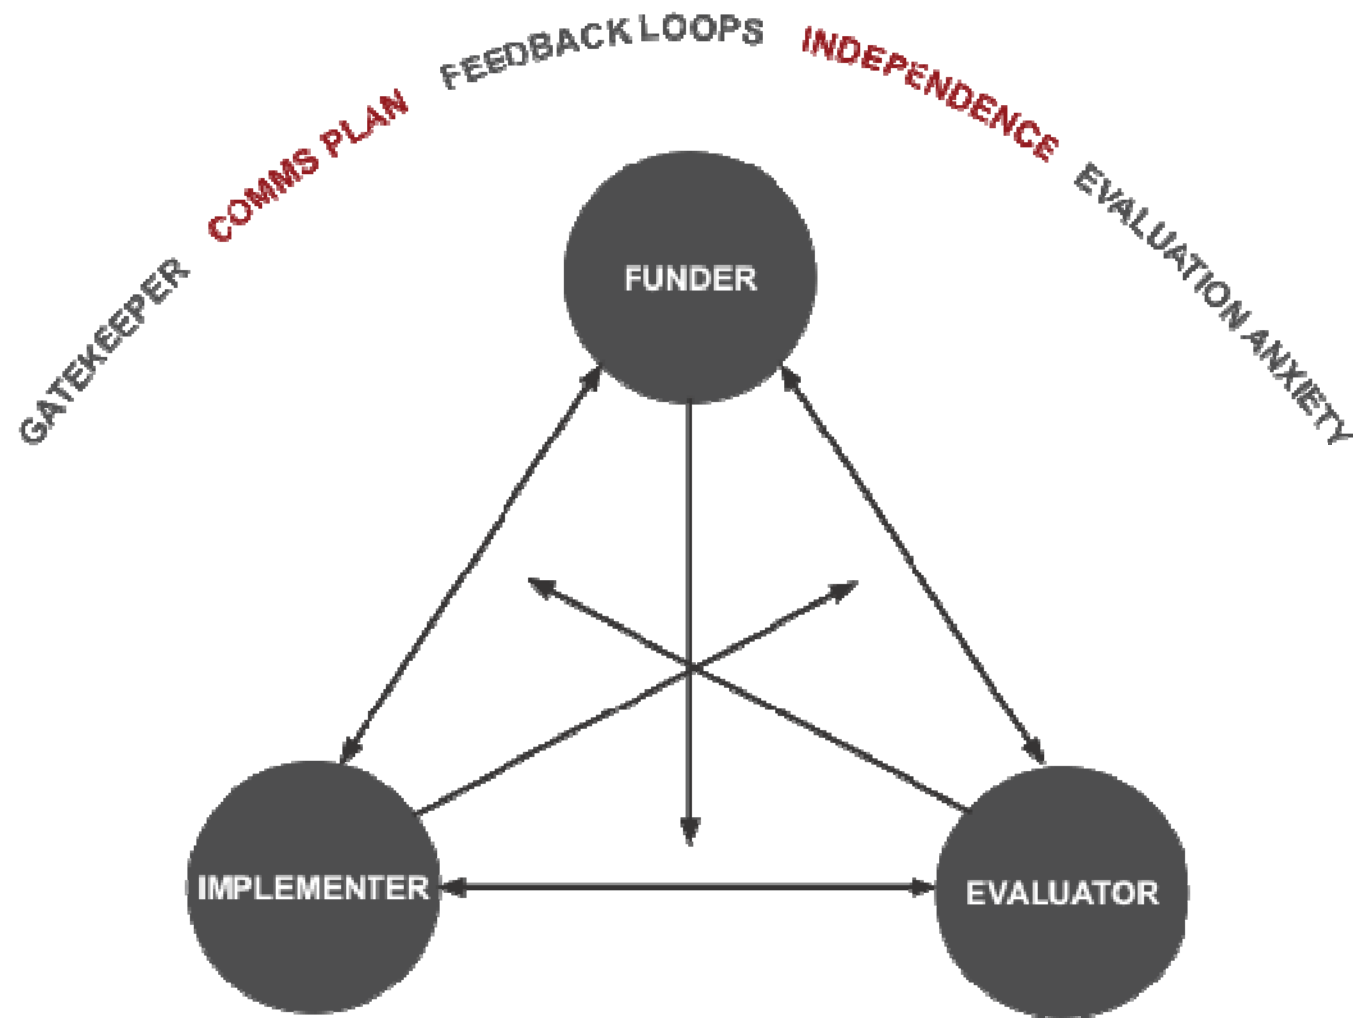 GATEKEEPER COMMS PLAN FEEDBACK LOOPS INDEPENDENCE EVALUATION ANXIETY
FUNDER
IMPLEMENTER
EVALUATOR